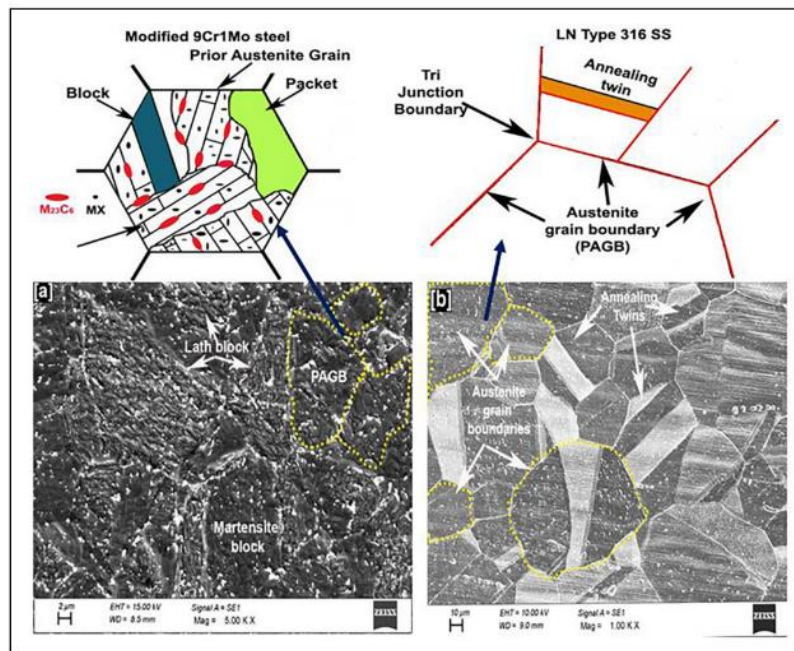 Modified 9Cr1Mo steel
Prior Austenite Grain
Block
Packet
M₂₃C₆
MX
LN Type 316 SS
Annealing
twin
Tri
Junction
Boundary
Austenite
grain boundary
(PAGB)
[a]
Lath block
PAGB
Martensite
block
2 µm
EHT = 15.00 kV
Signal A = SE1
WD = 8.5 mm
Mag = 5.00 K X
ZEISS
[b]
Annealing
Twins
Austenite
grain
boundaries
10 µm
EHT = 10.00 kV
Signal A = SE1
WD = 9.0 mm
Mag = 1.00 K X
ZEISS